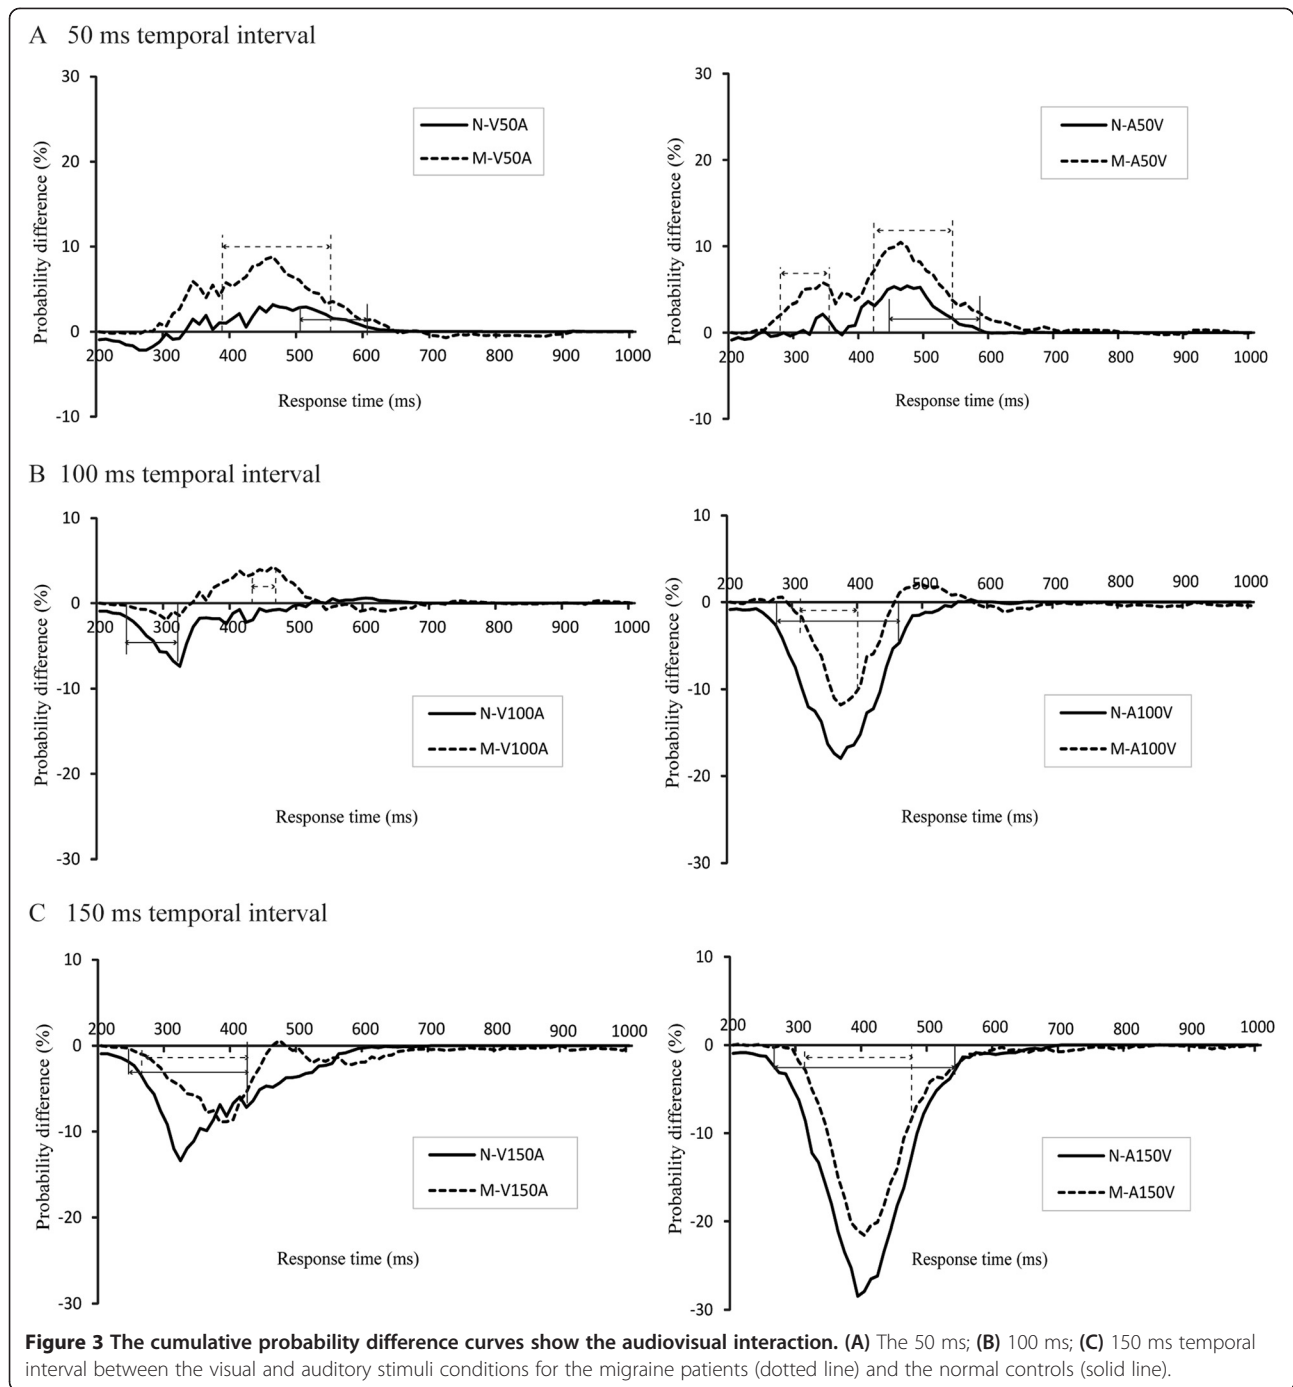 A 50 ms temporal interval
30
20
10
0
-10
Probability difference (%)
200 300 400 500 600 700 800 900 1000
Response time (ms)
N-V50A
M-V50A
30
20
10
0
-10
Probability difference (%)
200 300 400 500 600 700 800 900 1000
Response time (ms)
N-A50V
M-A50V
B 100 ms temporal interval
10
0
-10
-20
-30
Probability difference (%)
200 300 400 500 600 700 800 900 1000
N-V100A
M-V100A
Response time (ms)
10
0
-10
-20
-30
Probability difference (%)
200 300 400 500 600 700 800 900 1000
N-A100V
M-A100V
Response time (ms)
C 150 ms temporal interval
10
0
-10
-20
-30
Probability difference (%)
200 300 400 500 600 700 800 900 1000
N-V150A
M-V150A
Response time (ms)
10
0
-10
-20
-30
Probability difference (%)
200 300 400 500 600 700 800 900 1000
N-A150V
M-A150V
Response time (ms)
Figure 3 The cumulative probability difference curves show the audiovisual interaction. (A) The 50 ms; (B) 100 ms; (C) 150 ms temporal
interval between the visual and auditory stimuli conditions for the migraine patients (dotted line) and the normal controls (solid line).